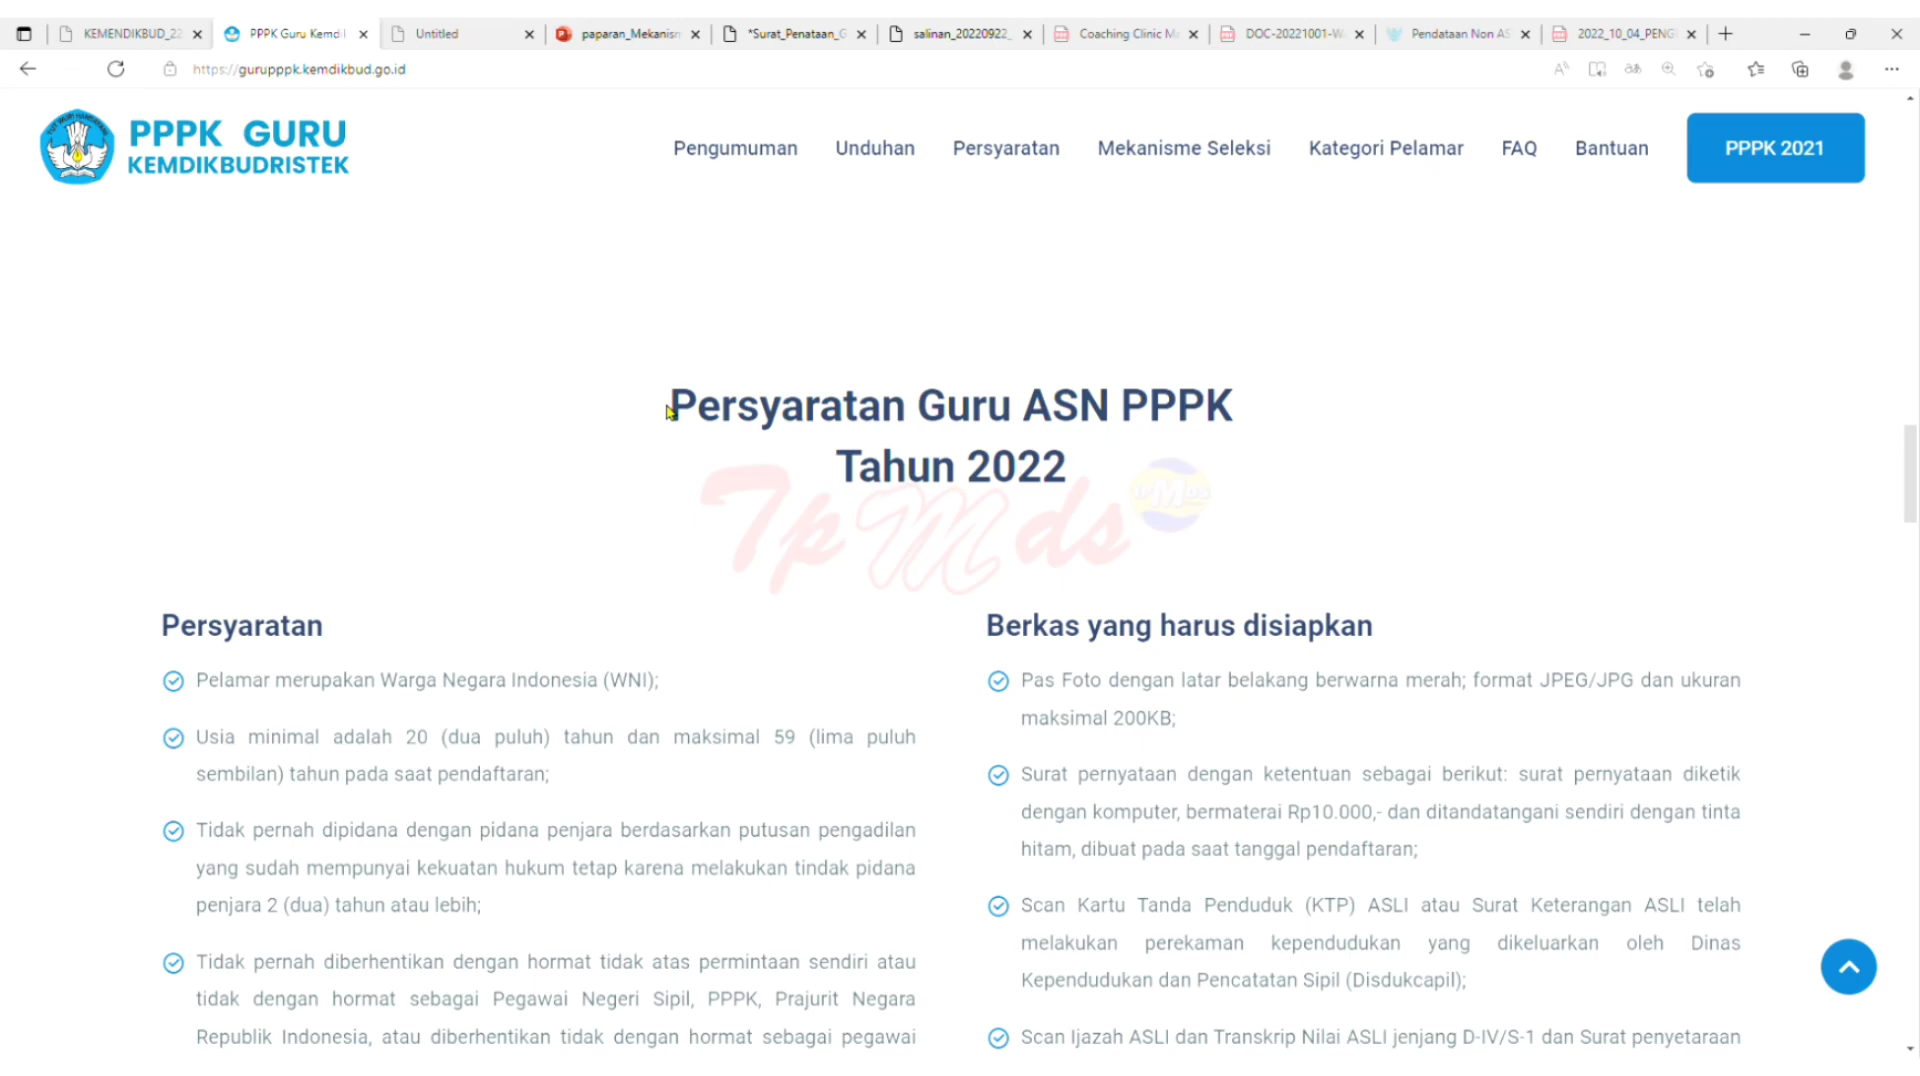 KEMENDIKBUD_22
PPPK Guru Kemdi
Untitled
paparan_Mekanism
*Surat_Penataan_G
salinan_20220922_
Coaching Clinic M
DOC-20221001-W
Pendataan Non AS
2022_10_04_PENG
https://gurupppk.kemdikbud.go.id
PPPK GURU
KEMDIKBUDRISTEK
Pengumuman
Unduhan
Persyaratan
Mekanisme Seleksi
Kategori Pelamar
FAQ
Bantuan
PPPK 2021
Persyaratan Guru ASN PPPK
Tahun 2022
TpMds
TPMDS
Persyaratan
Pelamar merupakan Warga Negara Indonesia (WNI);
Usia minimal adalah 20 (dua puluh) tahun dan maksimal 59 (lima puluh
sembilan) tahun pada saat pendaftaran;
Tidak pernah dipidana dengan pidana penjara berdasarkan putusan pengadilan
yang sudah mempunyai kekuatan hukum tetap karena melakukan tindak pidana
penjara 2 (dua) tahun atau lebih;
Tidak pernah diberhentikan dengan hormat tidak atas permintaan sendiri atau
tidak dengan hormat sebagai Pegawai Negeri Sipil, PPPK, Prajurit Negara
Republik Indonesia, atau diberhentikan tidak dengan hormat sebagai pegawai
Berkas yang harus disiapkan
Pas Foto dengan latar belakang berwarna merah; format JPEG/JPG dan ukuran
maksimal 200KB;
Surat pernyataan dengan ketentuan sebagai berikut: surat pernyataan diketik
dengan komputer, bermaterai Rp10.000,- dan ditandatangani sendiri dengan tinta
hitam, dibuat pada saat tanggal pendaftaran;
Scan Kartu Tanda Penduduk (KTP) ASLI atau Surat Keterangan ASLI telah
melakukan perekaman kependudukan yang dikeluarkan oleh Dinas
Kependudukan dan Pencatatan Sipil (Disdukcapil);
Scan Ijazah ASLI dan Transkrip Nilai ASLI jenjang D-IV/S-1 dan Surat penyetaraan